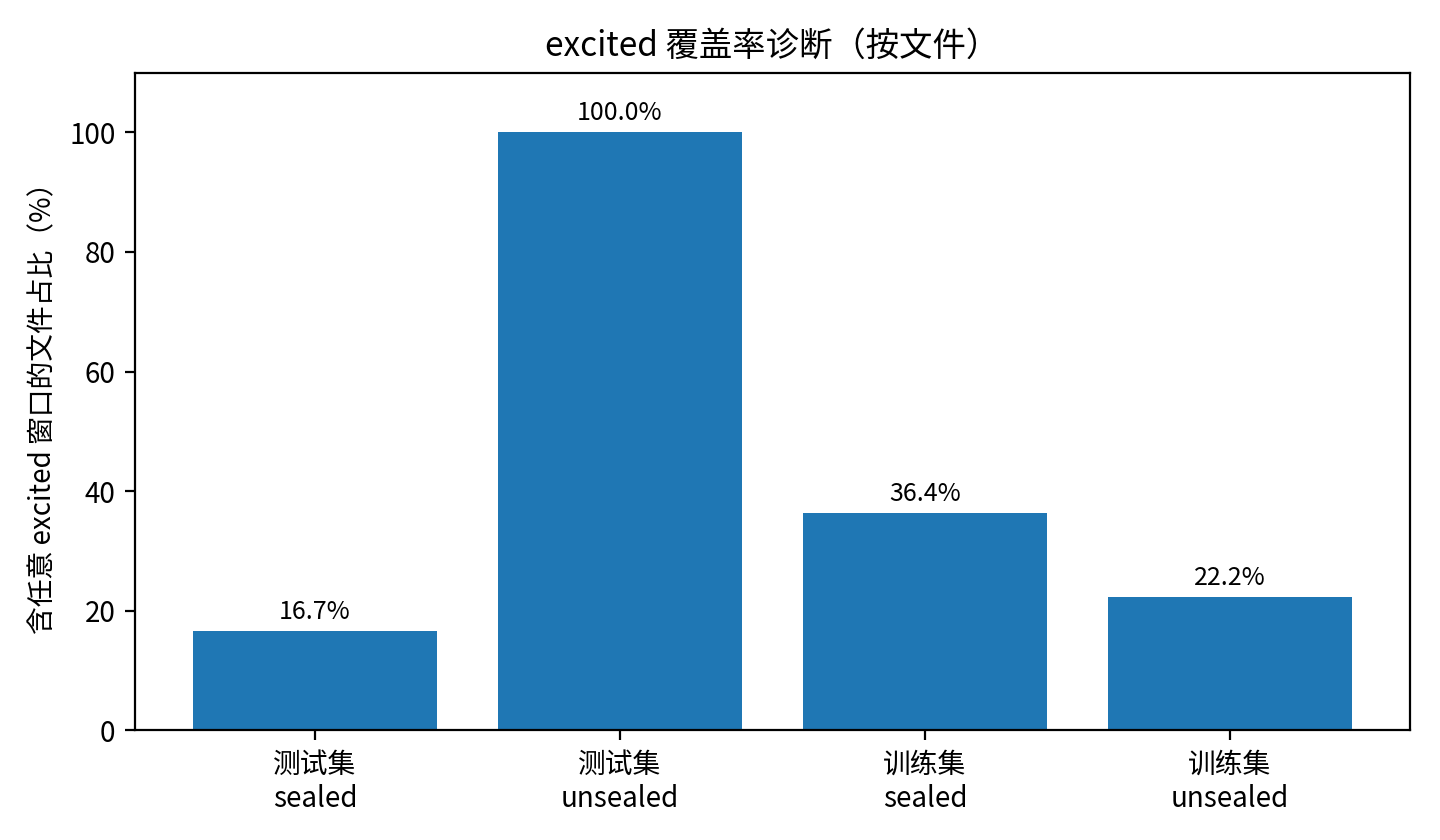 excited 覆盖率诊断（按文件）
含任意 excited 窗口的文件占比（%）
100
80
60
40
20
0
16.7%
100.0%
36.4%
22.2%
测试集
sealed
测试集
unsealed
训练集
sealed
训练集
unsealed